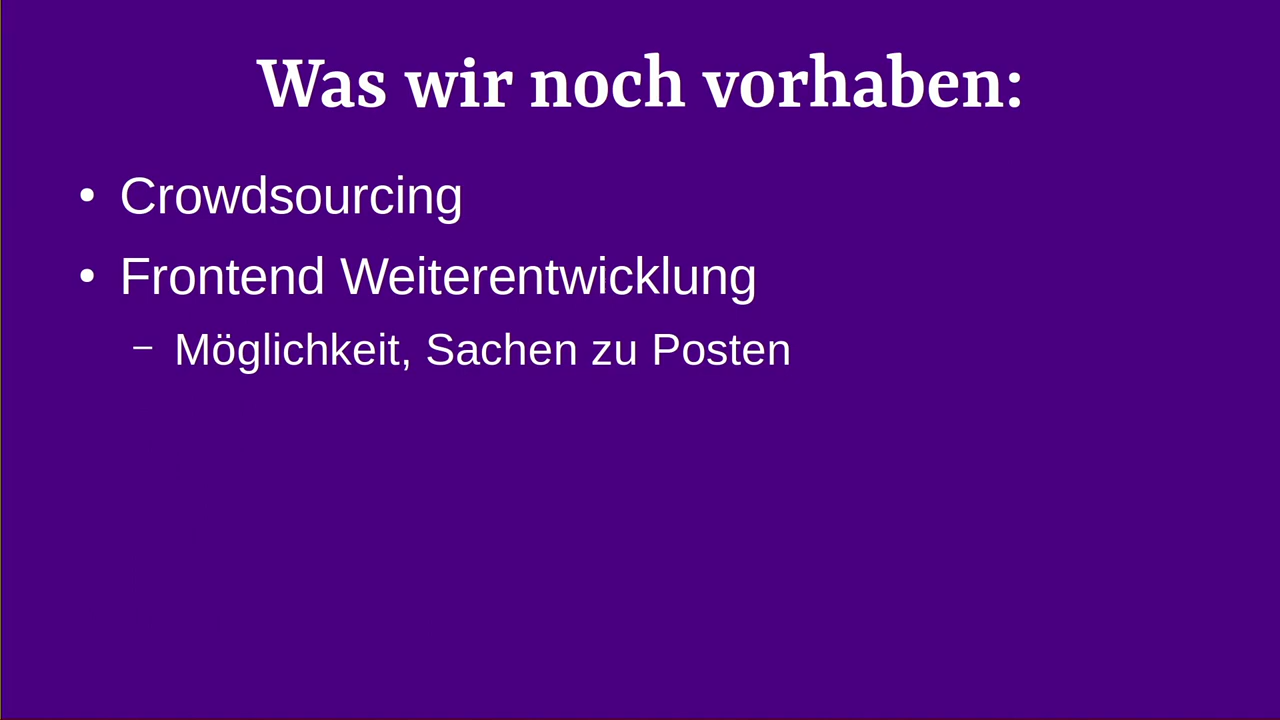 Was wir noch vorhaben:
• Crowdsourcing
• Frontend Weiterentwicklung
– Möglichkeit, Sachen zu Posten